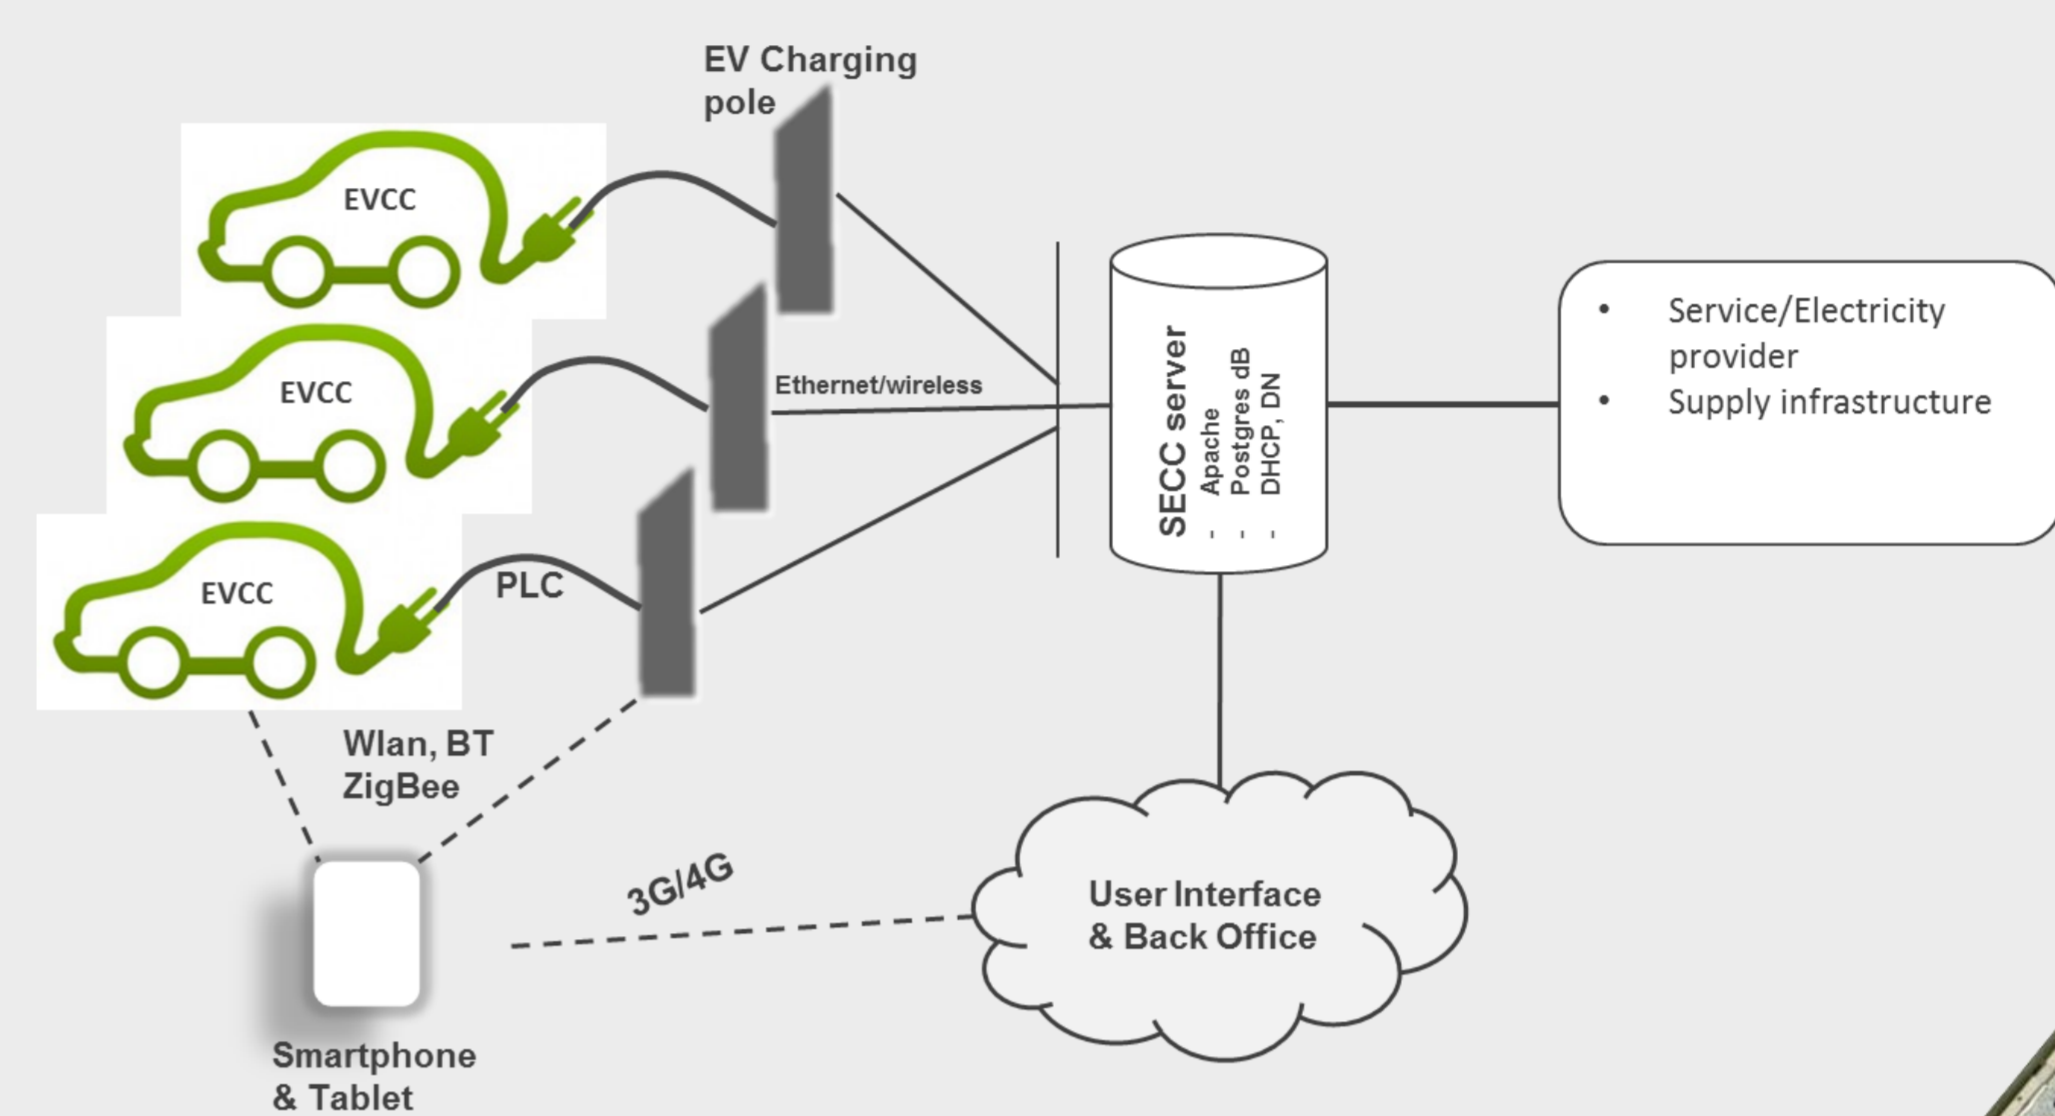 EV Charging
pole
EVCC
EVCC
EVCC
PLC
Ethernet/wireless
SECC server
- Apache
- Postgres dB
- DHCP, DN
• Service/Electricity
provider
• Supply infrastructure
Wlan, BT
ZigBee
3G/4G
User Interface
& Back Office
Smartphone
& Tablet